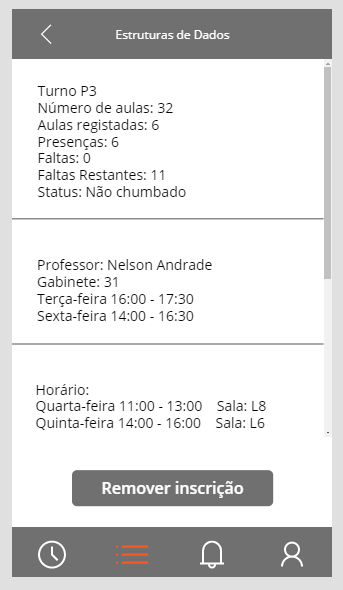 Estruturas de Dados
Turno P3
Número de aulas: 32
Aulas registadas: 6
Presenças: 6
Faltas: 0
Faltas Restantes: 11
Status: Não chumbado
Professor: Nelson Andrade
Gabinete: 31
Terça-feira 16:00 - 17:30
Sexta-feira 14:00 - 16:30
Horário:
Quarta-feira 11:00 - 13:00 Sala: L8
Quinta-feira 14:00 - 16:00 Sala: L6
Remover inscrição